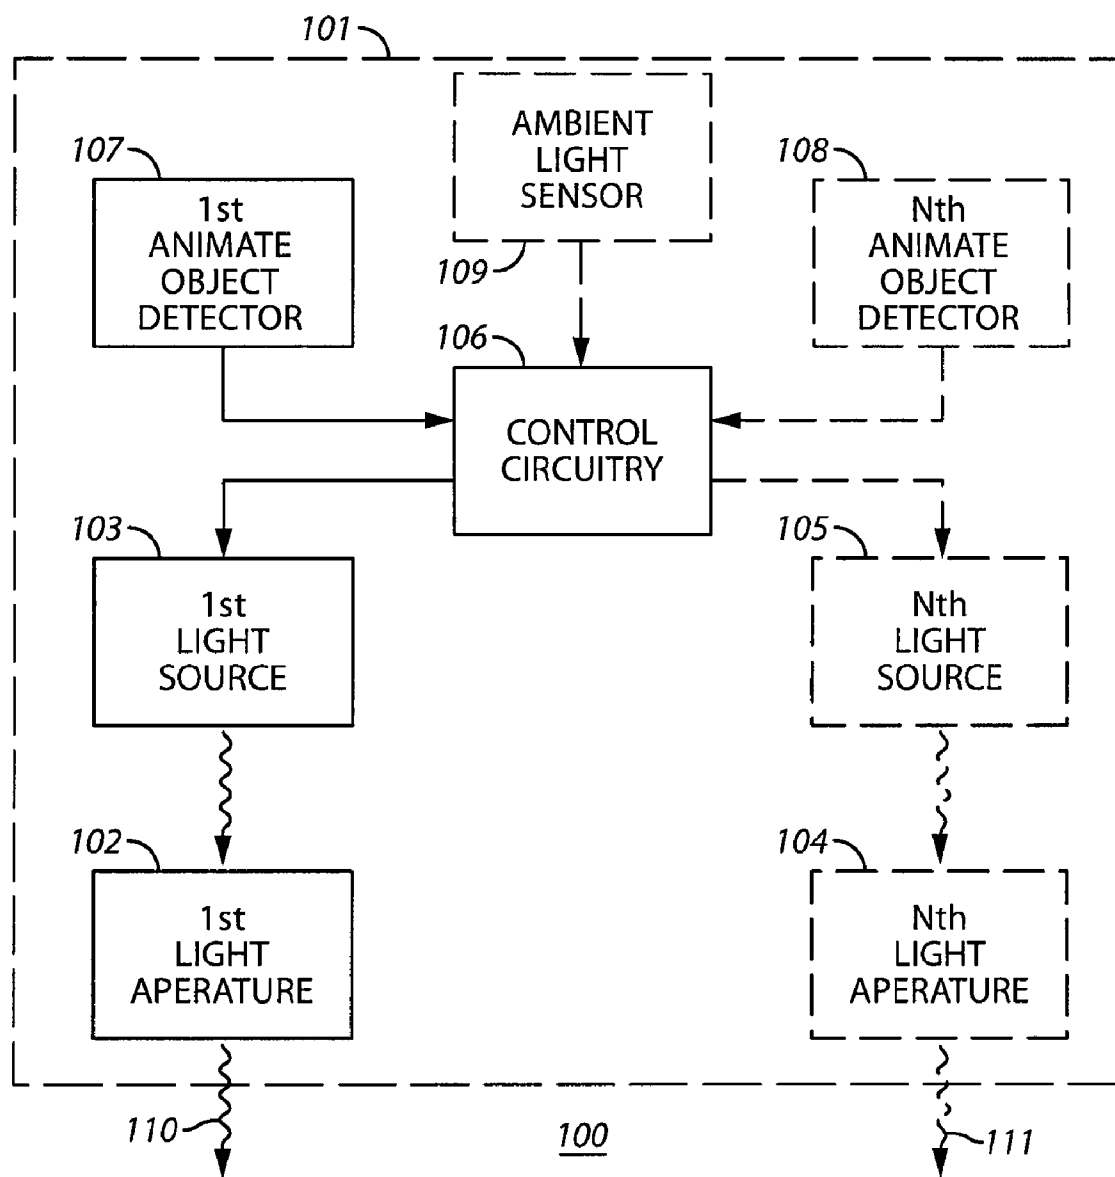 101
AMBIENT
LIGHT
SENSOR
109
107
1st
ANIMATE
OBJECT
DETECTOR
108
Nth
ANIMATE
OBJECT
DETECTOR
106
CONTROL
CIRCUITRY
103
1st
LIGHT
SOURCE
105
Nth
LIGHT
SOURCE
102
1st
LIGHT
APERATURE
104
Nth
LIGHT
APERATURE
110
100
111